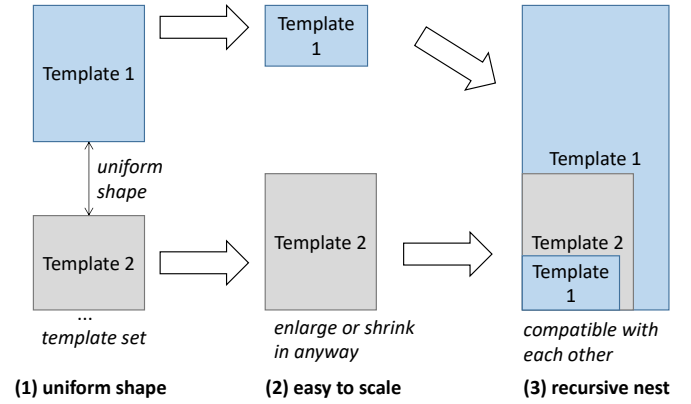 Template 1
uniform
shape
Template 2
...
template set
(1) uniform shape
Template
1
Template 2
enlarge or shrink
in anyway
(2) easy to scale
Template 1
Template 2
Template
1
compatible with
each other
(3) recursive nest